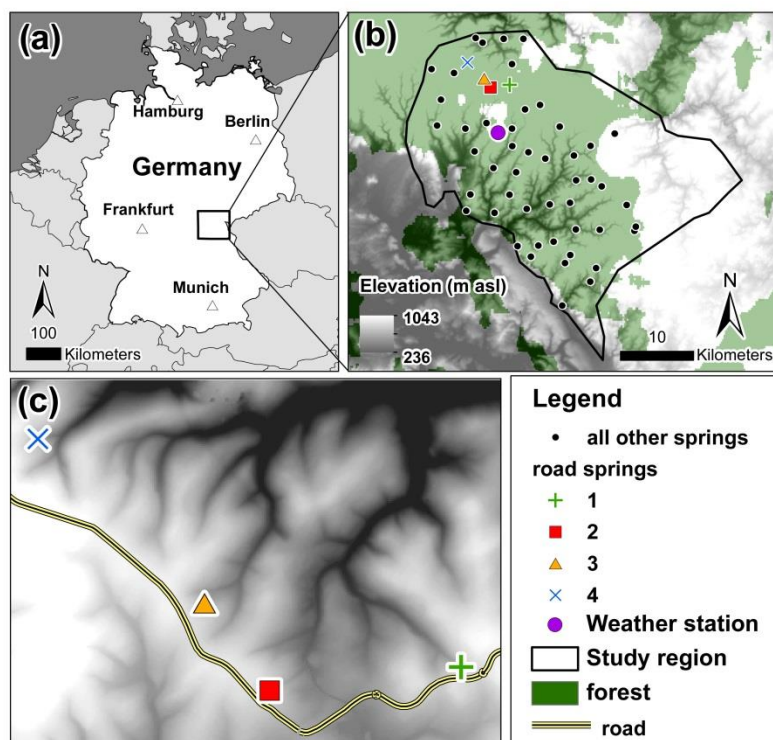 (a)
Hamburg
Berlin
Germany
Frankfurt
Munich
N
100
Kilometers
(b)
Elevation (m asl)
1043
236
N
10
Kilometers
(c)
Legend
all other springs
road springs
1
2
3
4
Weather station
Study region
forest
road